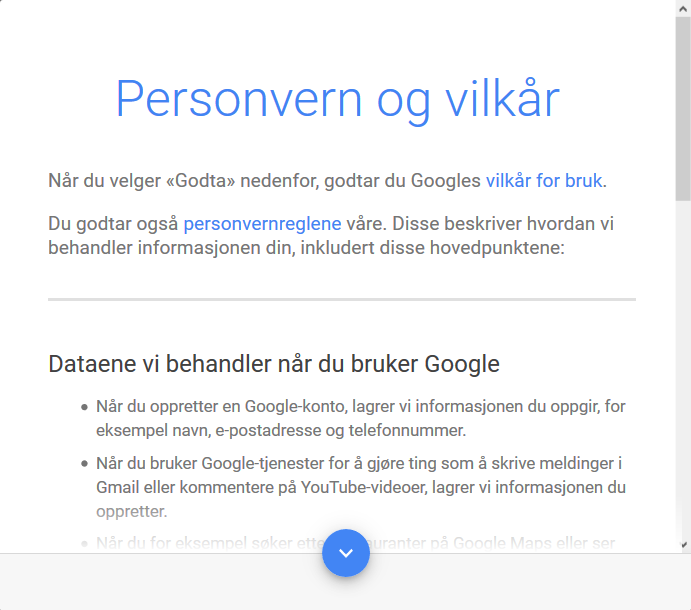 Personvern og vilkår
Når du velger «Godta» nedenfor, godtar du Googles vilkår for bruk.
Du godtar også personvernreglene våre. Disse beskriver hvordan vi
behandler informasjonen din, inkludert disse hovedpunktene:
Dataene vi behandler når du bruker Google
• Når du oppretter en Google-konto, lagrer vi informasjonen du oppgir, for
eksempel navn, e-postadresse og telefonnummer.
• Når du bruker Google-tjenester for å gjøre ting som å skrive meldinger i
Gmail eller kommentere på YouTube-videoer, lagrer vi informasjonen du
oppretter.
• Når du for eksempel søker på Google Maps eller ser